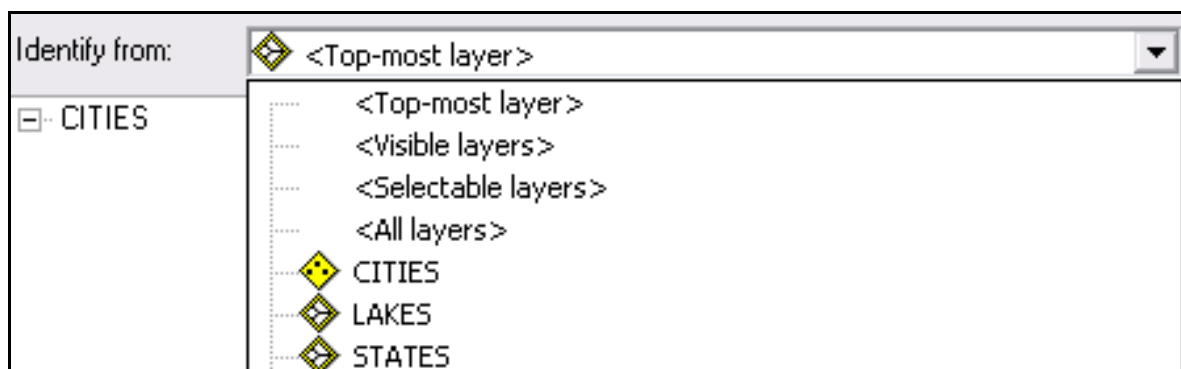 Identify from:
<Top-most layer>
CITIES
<Top-most layer>
<Visible layers>
<Selectable layers>
<All layers>
CITIES
LAKES
STATES